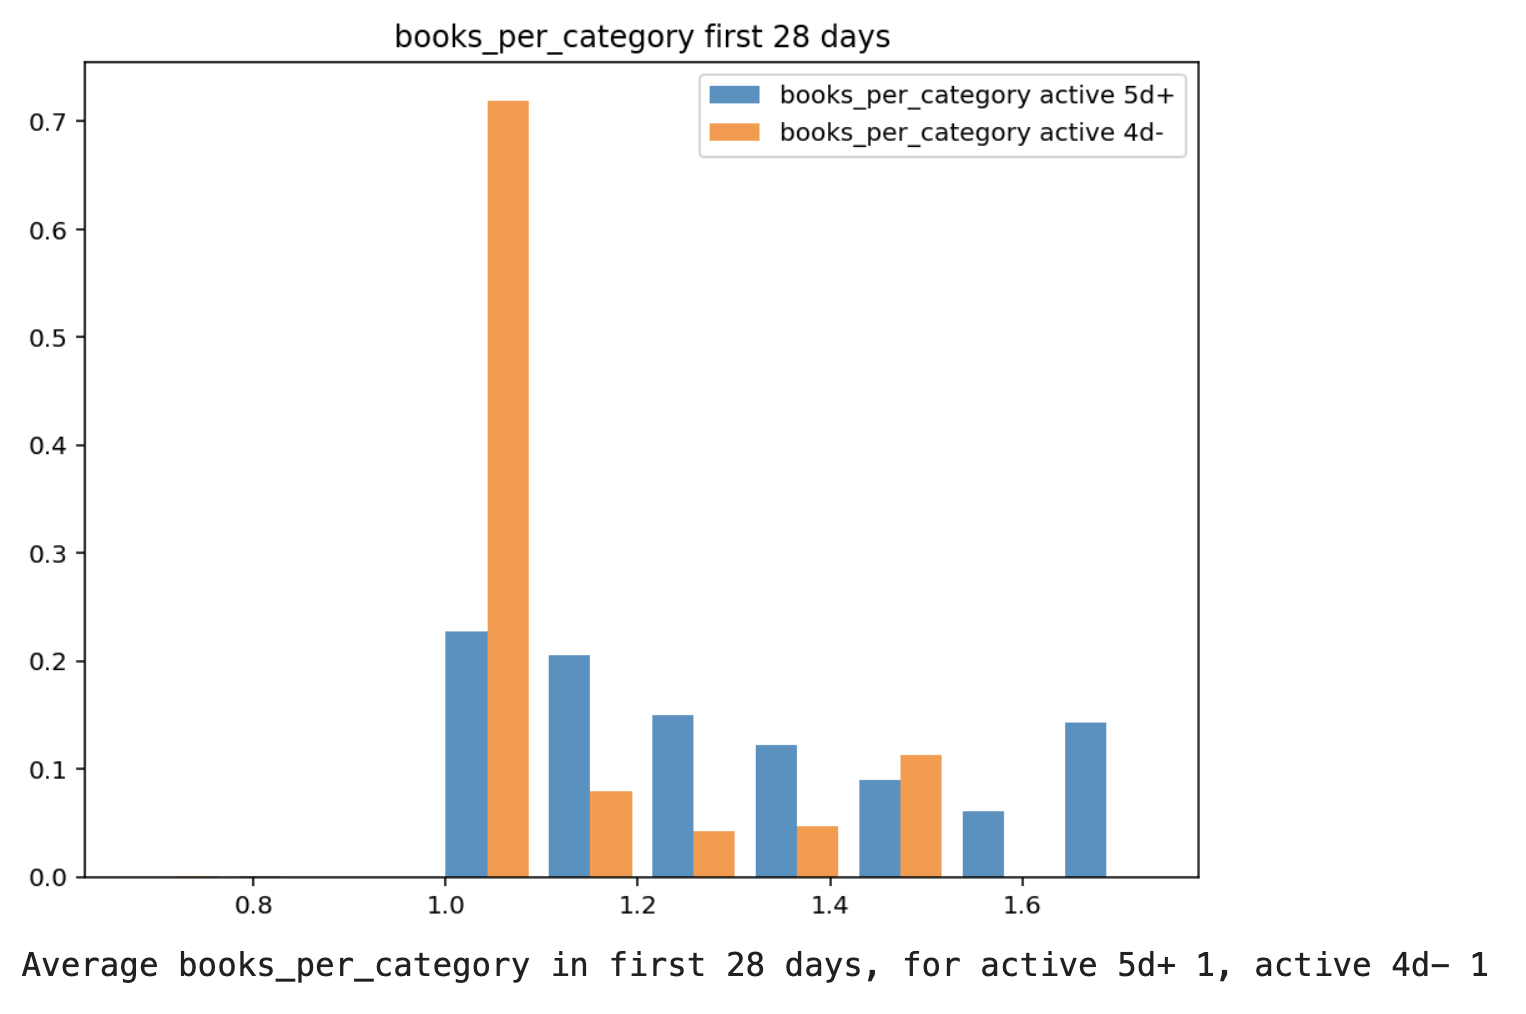 books_per_category first 28 days
books_per_category active 5d+
books_per_category active 4d-
0.7
0.6
0.5
0.4
0.3
0.2
0.1
0.0
0.8 1.0 1.2 1.4 1.6
Average books_per_category in first 28 days, for active 5d+ 1, active 4d− 1